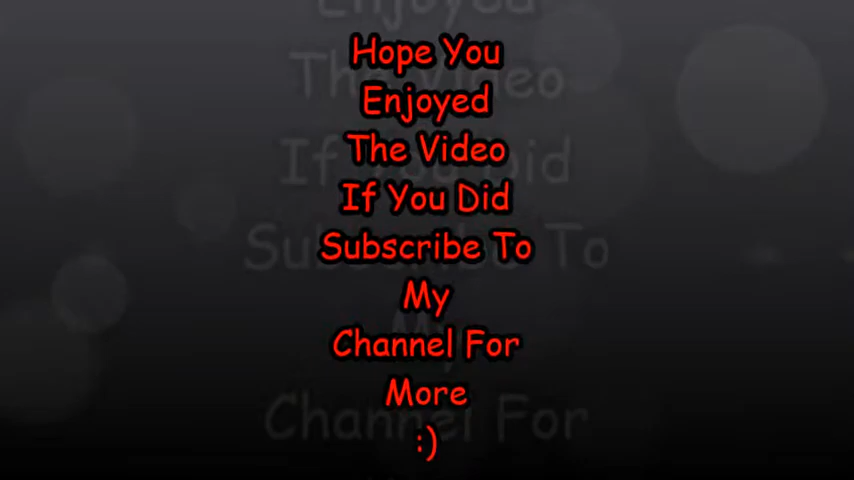 Hope You
Enjoyed
The Video
If You Did
Subscribe To
My
Channel For
More
:)